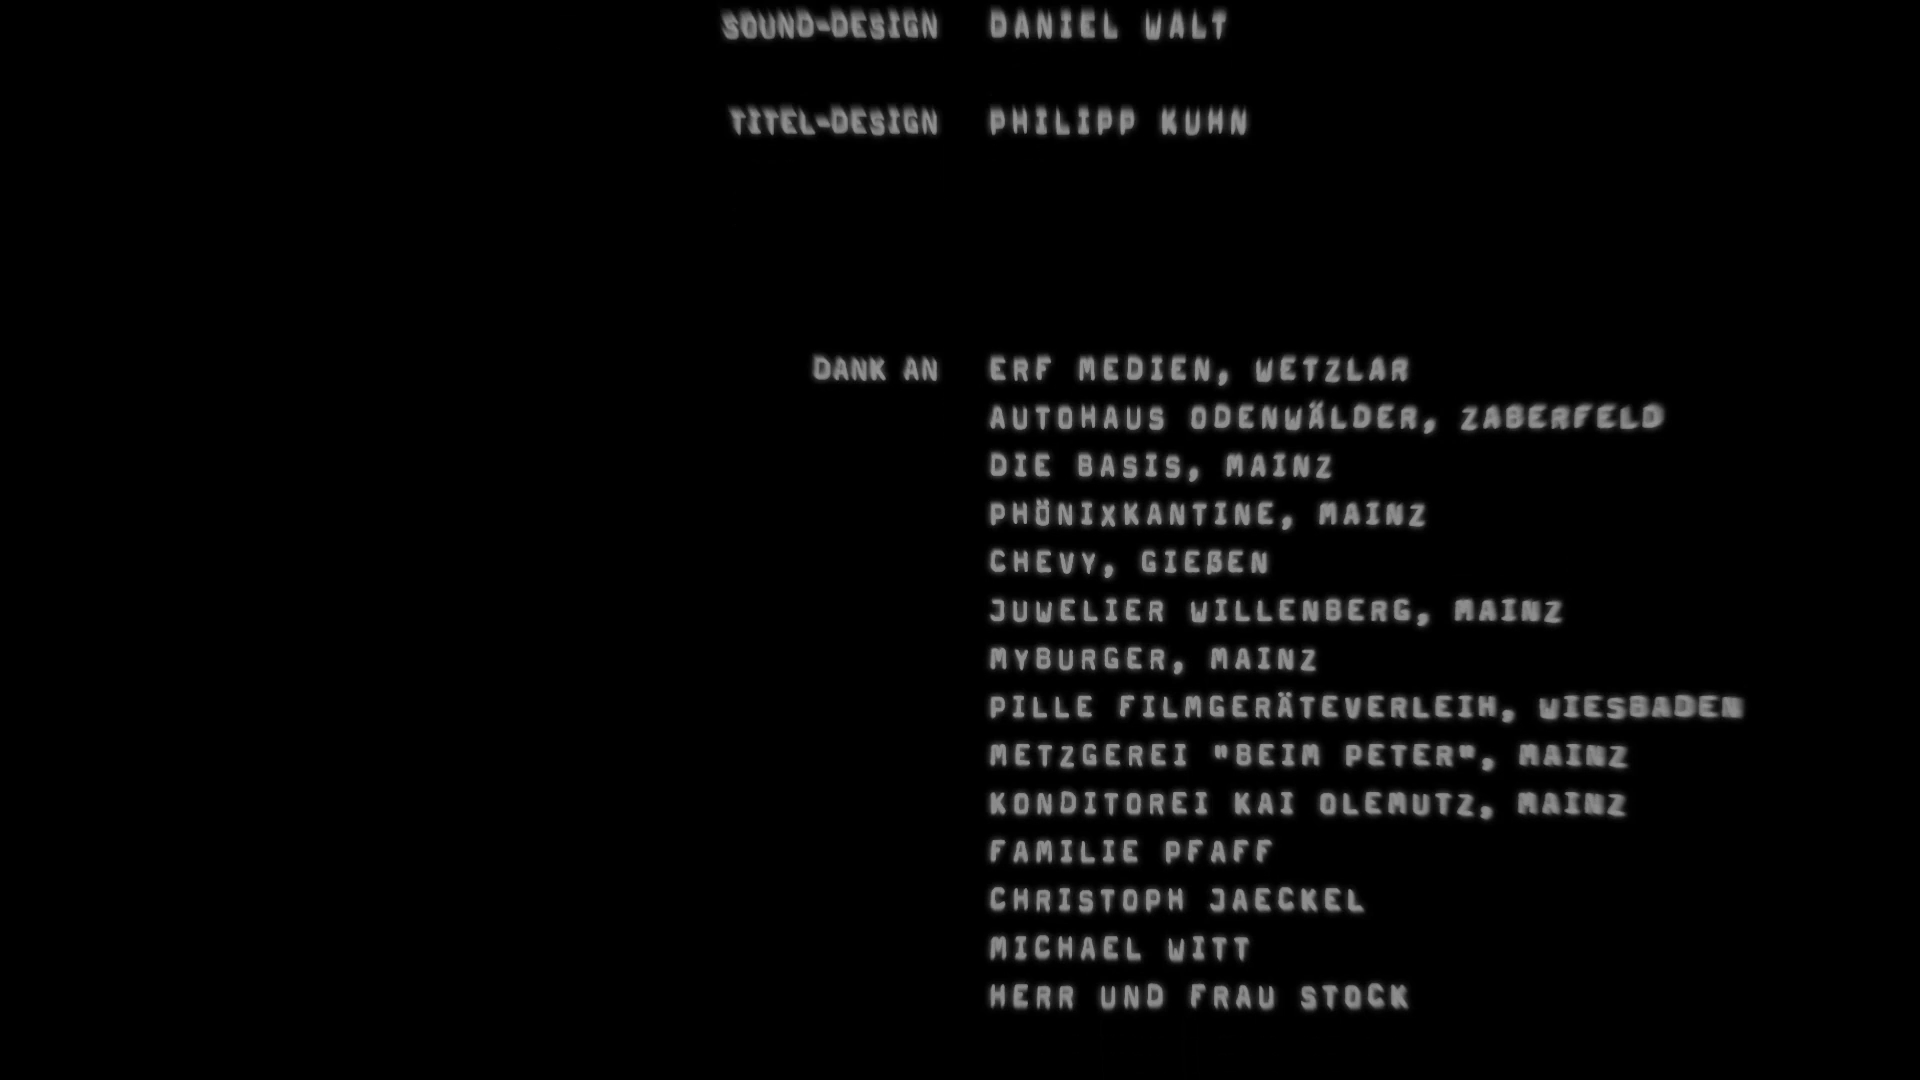 SOUND-DESIGN DANIEL WALT
TITEL-DESIGN PHILIPP KUHN
DANK AN ERF MEDIEN, WETZLAR
AUTOHAUS ODENWÄLDER, ZABERFELD
DIE BASIS, MAINZ
PHÖNIXKANTINE, MAINZ
CHEVY, GIEßEN
JUWELIER WILLENBERG, MAINZ
MYBURGER, MAINZ
PILLE FILMGERÄTEVERLEIH, WIESBADEN
METZGEREI "BEIM PETER", MAINZ
KONDITOREI KAI OLEMUTZ, MAINZ
FAMILIE PFAFF
CHRISTOPH JAECKEL
MICHAEL WITT
HERR UND FRAU STOCK